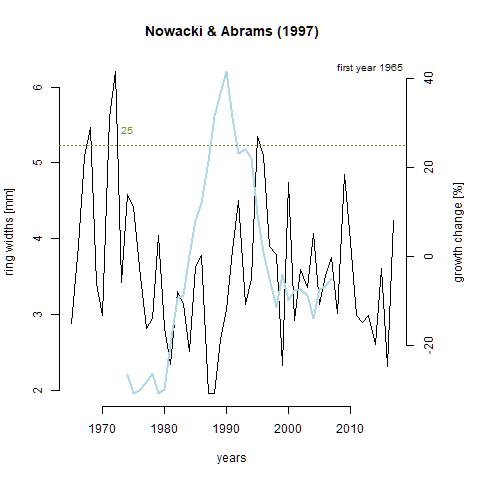 Nowacki & Abrams (1997)
first year 1965
25
ring widths [mm]
6
5
4
3
2
40
20
0
-20
growth change [%]
1970 1980 1990 2000 2010
years